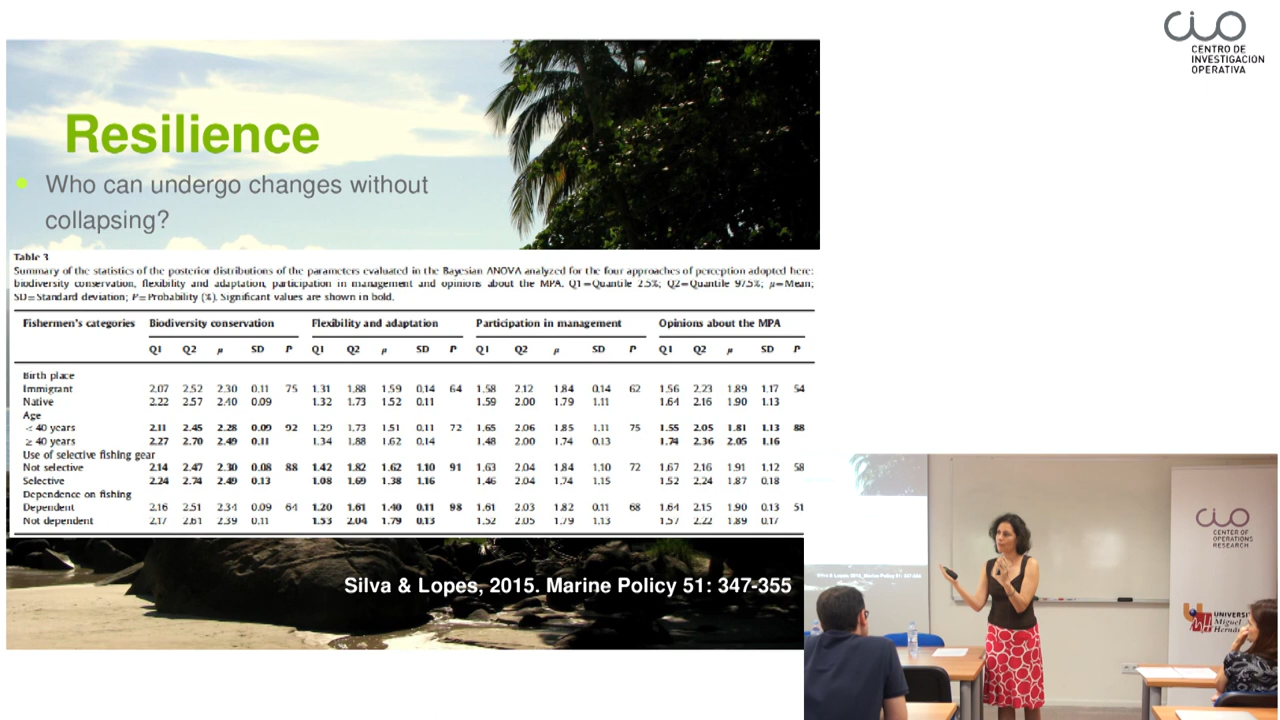 CIO
CENTRO DE
INVESTIGACION
OPERATIVA
Resilience
Who can undergo changes without
collapsing?
Table 3
Summary of the statistics of the posterior distributions of the parameters evaluated in the Bayesian ANOVA analyzed for the four approaches of perception adopted here:
biodiversity conservation, flexibility and adaptation, participation in management and opinions about the MPA. Q1=Quantile 2.5%; Q2=Quantile 97.5%; μ=Mean;
SD=Standard deviation; P=Probability (%). Significant values are shown in bold.
Fishermen's categories Biodiversity conservation Flexibility and adaptation Participation in management Opinions about the MPA
Q1 Q2 μ SD P Q1 Q2 μ SD P Q1 Q2 μ SD P Q1 Q2 μ SD P
Birth place
Immigrant 2.07 2.52 2.30 0.11 75 1.31 1.88 1.59 0.14 64 1.58 2.12 1.84 0.14 62 1.56 2.23 1.89 1.17 54
Native 2.22 2.57 2.40 0.09 1.32 1.73 1.52 0.11 1.59 2.00 1.79 1.11 1.64 2.16 1.90 1.13
Age
< 40 years 2.11 2.45 2.28 0.09 92 1.29 1.73 1.51 0.11 72 1.65 2.06 1.85 1.11 75 1.55 2.05 1.81 1.13 88
≥ 40 years 2.27 2.70 2.49 0.11 1.34 1.88 1.62 0.14 1.48 2.00 1.74 0.13 1.74 2.36 2.05 1.16
Use of selective fishing gear
Not selective 2.14 2.47 2.30 0.08 88 1.42 1.82 1.62 1.10 91 1.63 2.04 1.84 1.10 72 1.67 2.16 1.91 1.12 58
Selective 2.24 2.74 2.49 0.13 1.08 1.69 1.38 1.16 1.46 2.04 1.74 1.15 1.52 2.24 1.87 0.18
Dependence on fishing
Dependent 2.16 2.51 2.34 0.09 64 1.20 1.61 1.40 0.11 98 1.61 2.03 1.82 0.11 68 1.64 2.15 1.90 0.13 51
Not dependent 2.17 2.61 2.39 0.11 1.53 2.04 1.79 0.13 1.52 2.05 1.79 1.13 1.57 2.22 1.89 0.17
Silva & Lopes, 2015. Marine Policy 51: 347-355
Silva & Lopes, 2015. Marine Policy 51: 347-355
CIO
CENTER OF
OPERATIONS
RESEARCH
UNIVERSI
Miguel
Hern